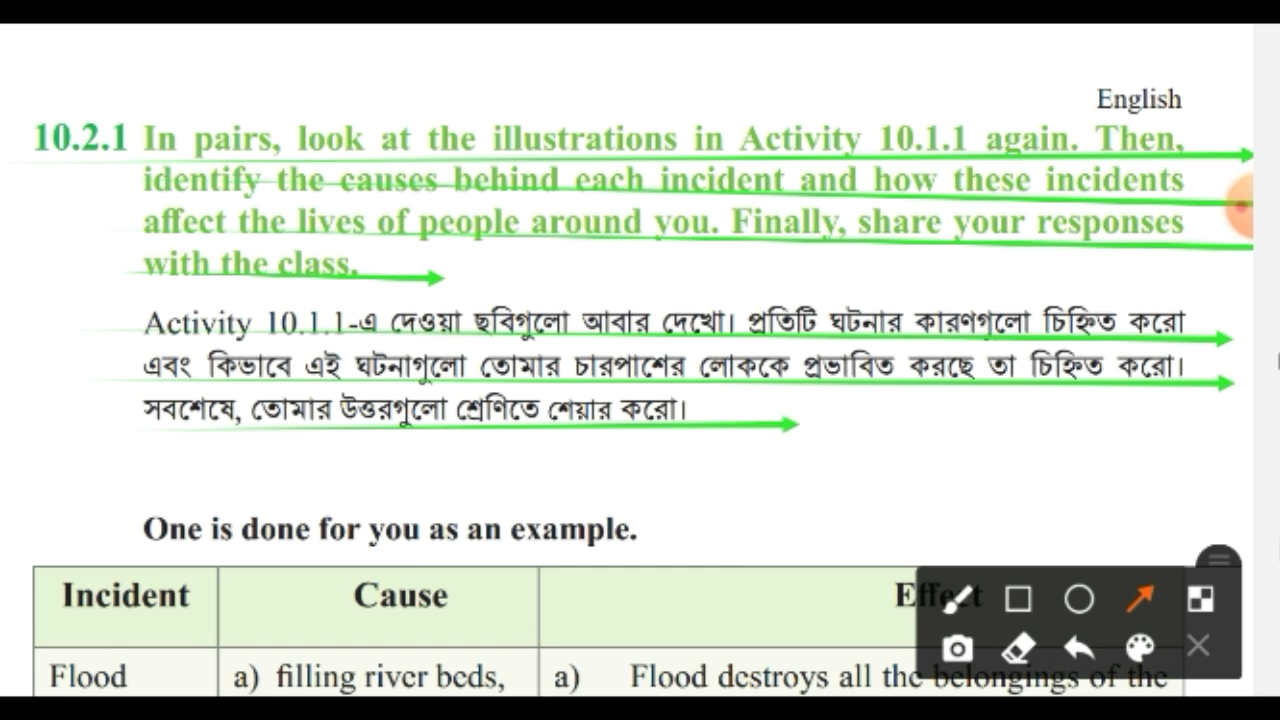 English
10.2.1 In pairs, look at the illustrations in Activity 10.1.1 again. Then,
identify the causes behind each incident and how these incidents
affect the lives of people around you. Finally, share your responses
with the class.
Activity 10.1.1-এ দেওয়া ছবিগুলো আবার দেখো। প্রতিটি ঘটনার কারণগুলো চিহ্নিত করো
এবং কিভাবে এই ঘটনাগুলো তোমার চারপাশের লোককে প্রভাবিত করছে তা চিহ্নিত করো।
সবশেষে, তোমার উত্তরগুলো শ্রেণিতে শেয়ার করো।
One is done for you as an example.
Incident Cause Effect
Flood a) filling river beds, a) Flood destroys all the belongings of the